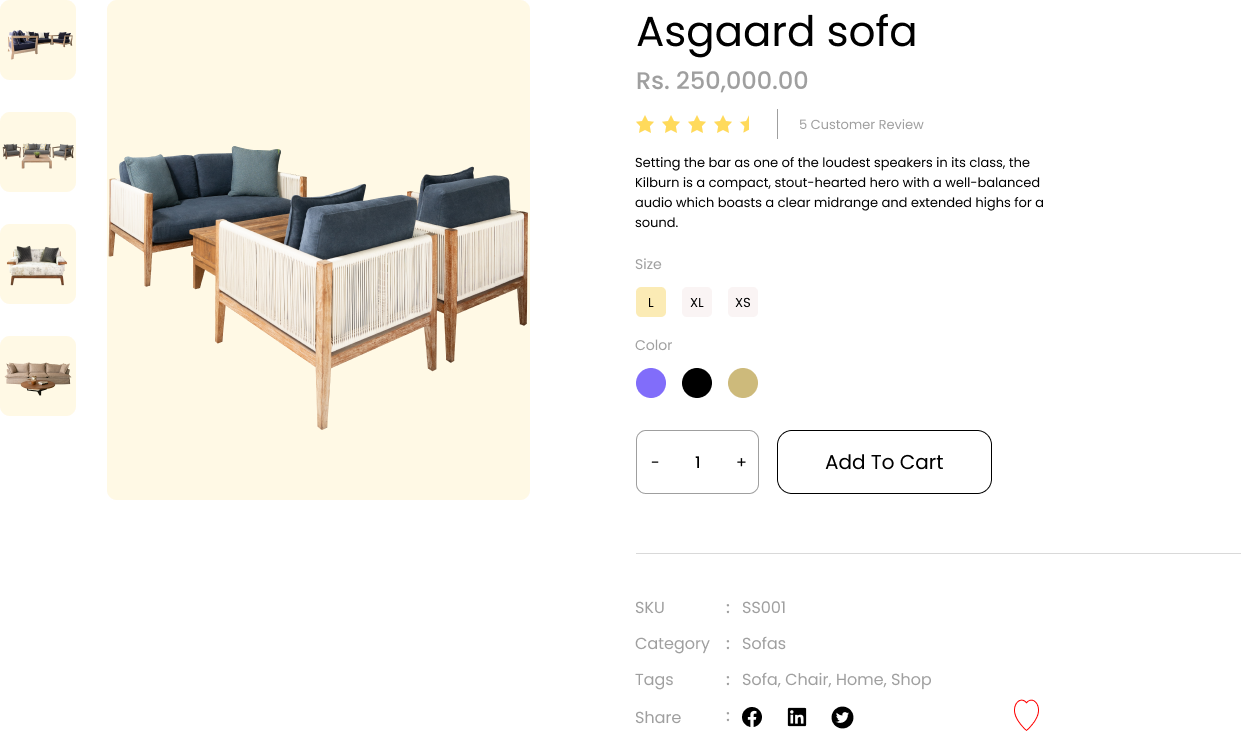 Asgaard sofa
Rs. 250,000.00
5 Customer Review
Setting the bar as one of the loudest speakers in its class, the
Kilburn is a compact, stout-hearted hero with a well-balanced
audio which boasts a clear midrange and extended highs for a
sound.
Size
L XL XS
Color
- 1 + Add To Cart
SKU : SS001
Category : Sofas
Tags : Sofa, Chair, Home, Shop
Share :